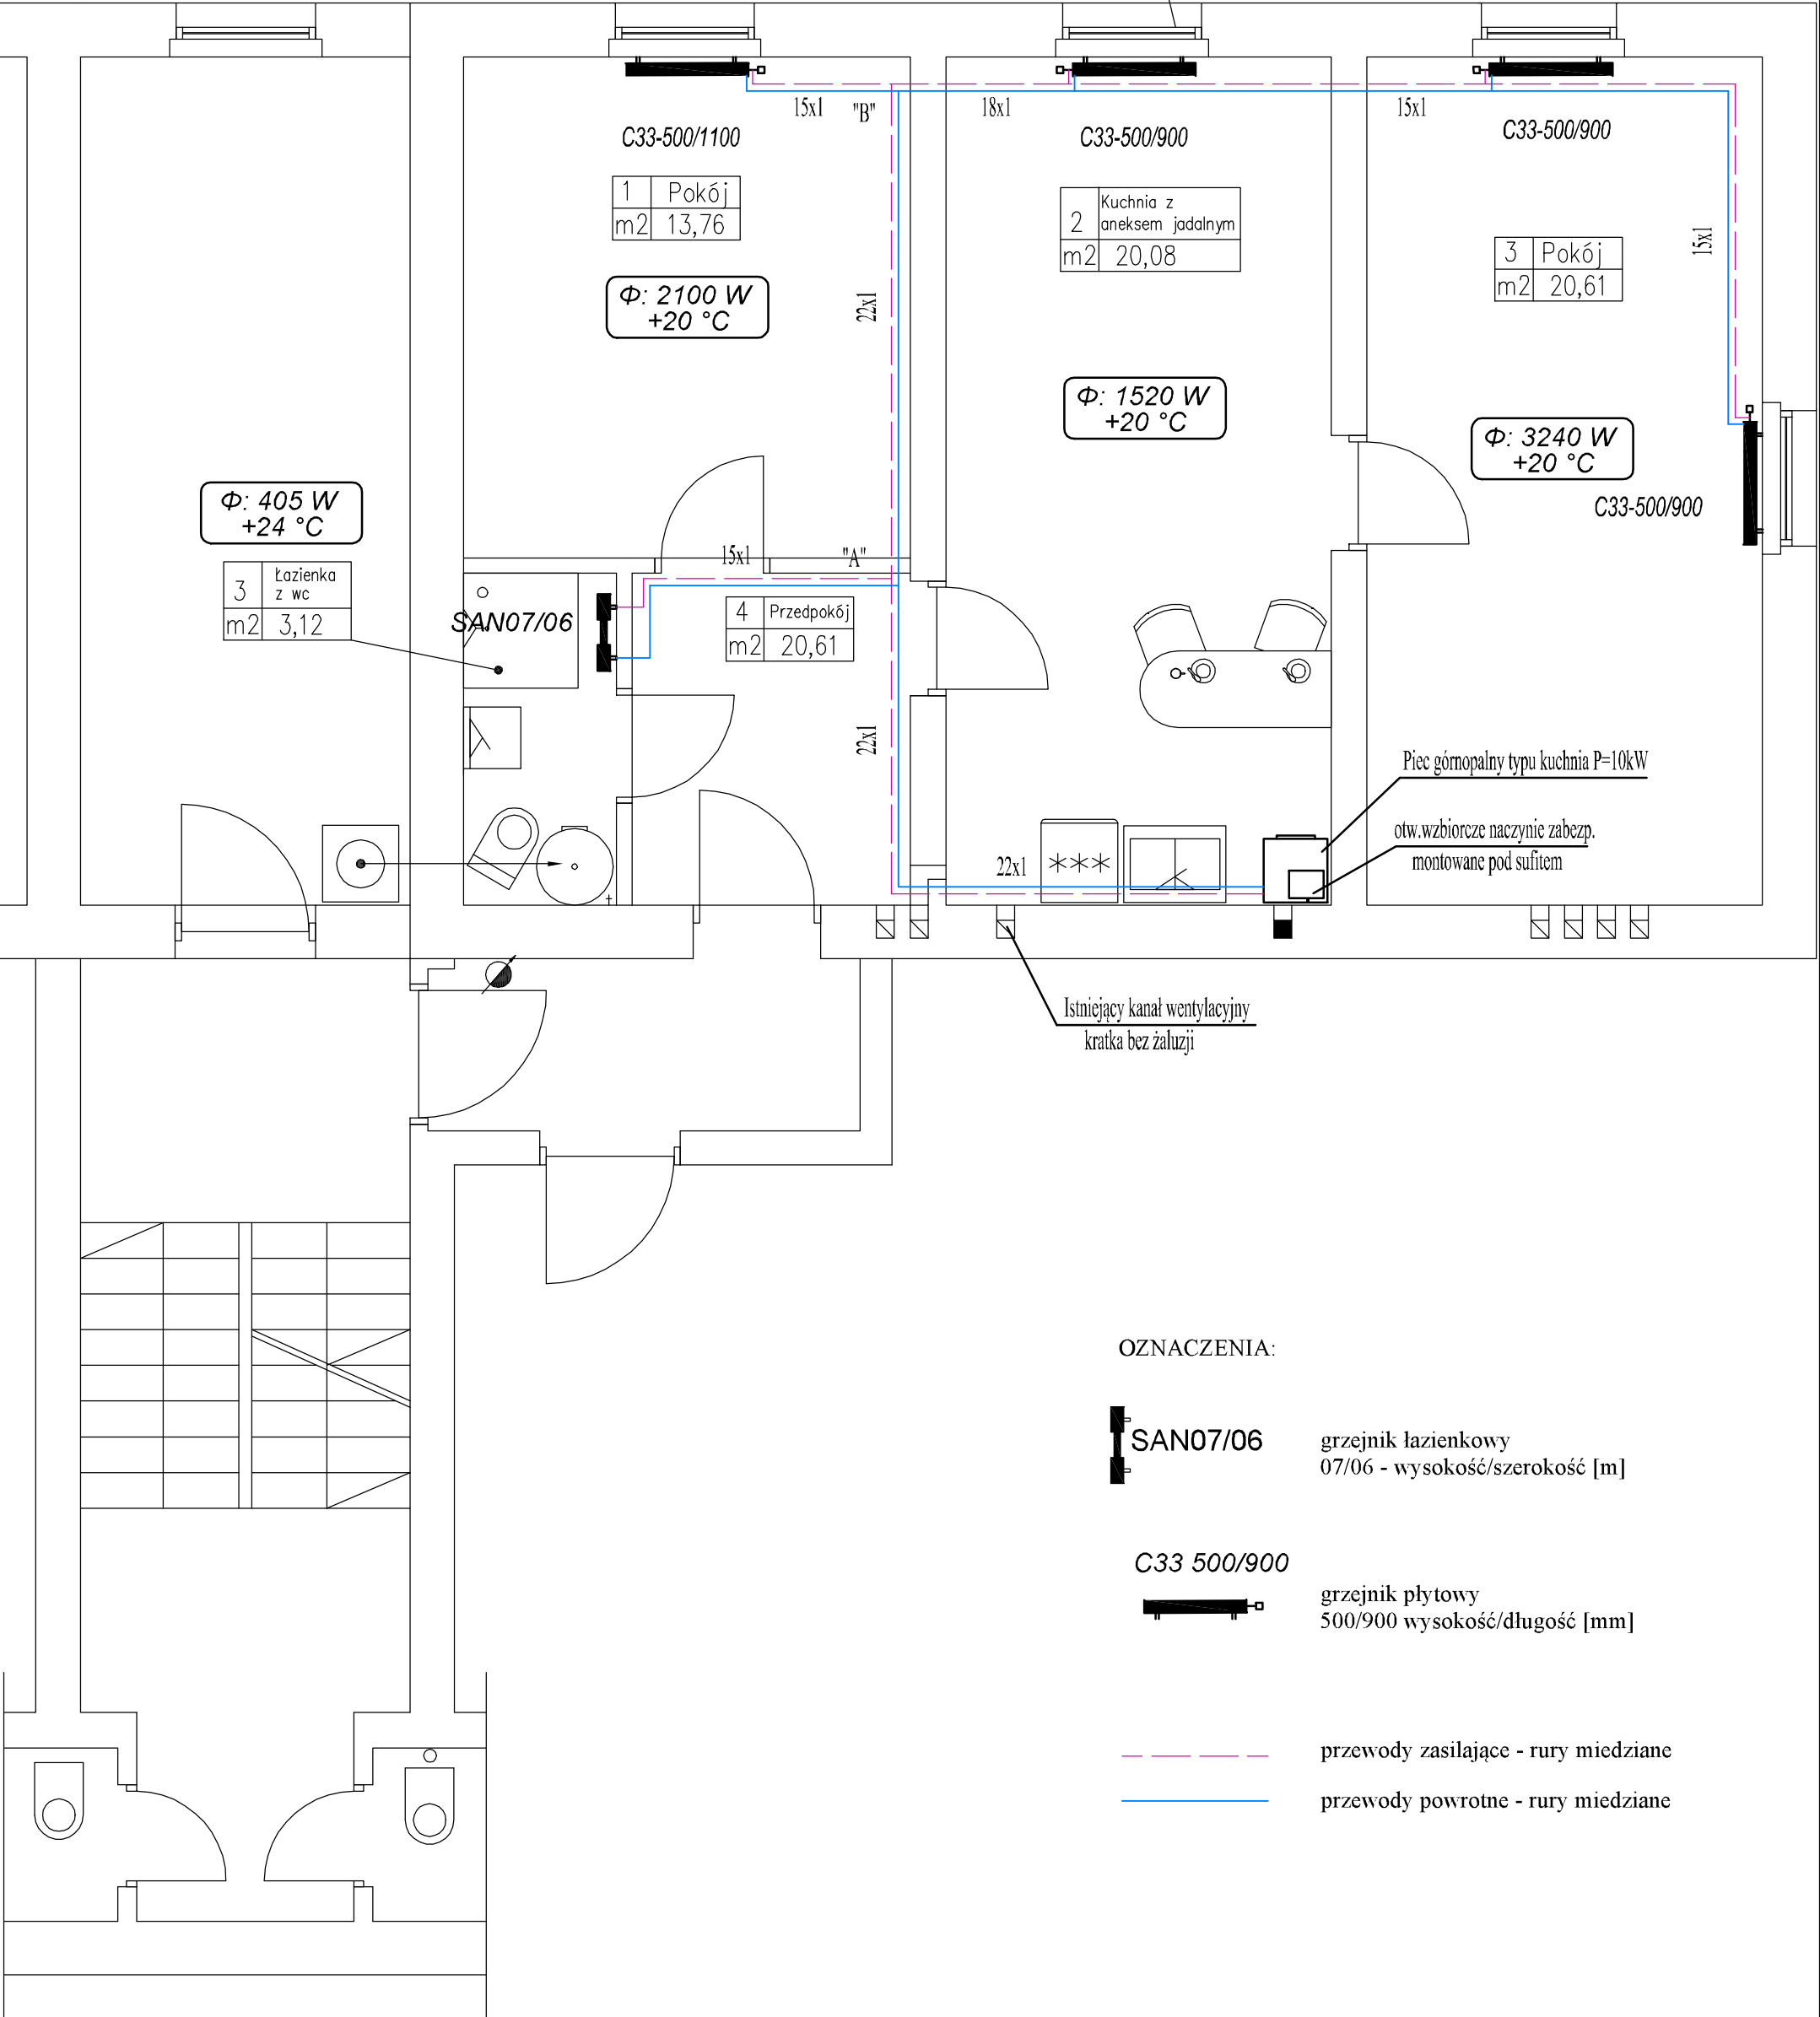 15x1
"B"
18x1
15x1
C33-500/1100
C33-500/900
C33-500/900
1 Pokój
m2 13,76
Kuchnia z
2 aneksem jadalnym
m2 20,08
3 Pokój
m2 20,61
15x1
Φ: 2100 W
+20 °C
22x1
Φ: 1520 W
+20 °C
Φ: 3240 W
+20 °C
C33-500/900
Φ: 405 W
+24 °C
15x1
"A"
3 Łazienka
z wc
m2 3,12
SAN07/06
4 Przedpokój
m2 20,61
22x1
Piec górnopalny typu kuchnia P=10kW
otw.wzbiorcze naczynie zabezp.
montowane pod sufitem
22x1
Istniejący kanał wentylacyjny
kratka bez żaluzji
OZNACZENIA:
SAN07/06
grzejnik łazienkowy
07/06 - wysokość/szerokość [m]
C33 500/900
grzejnik płytowy
500/900 wysokość/długość [mm]
przewody zasilające - rury miedziane
przewody powrotne - rury miedziane